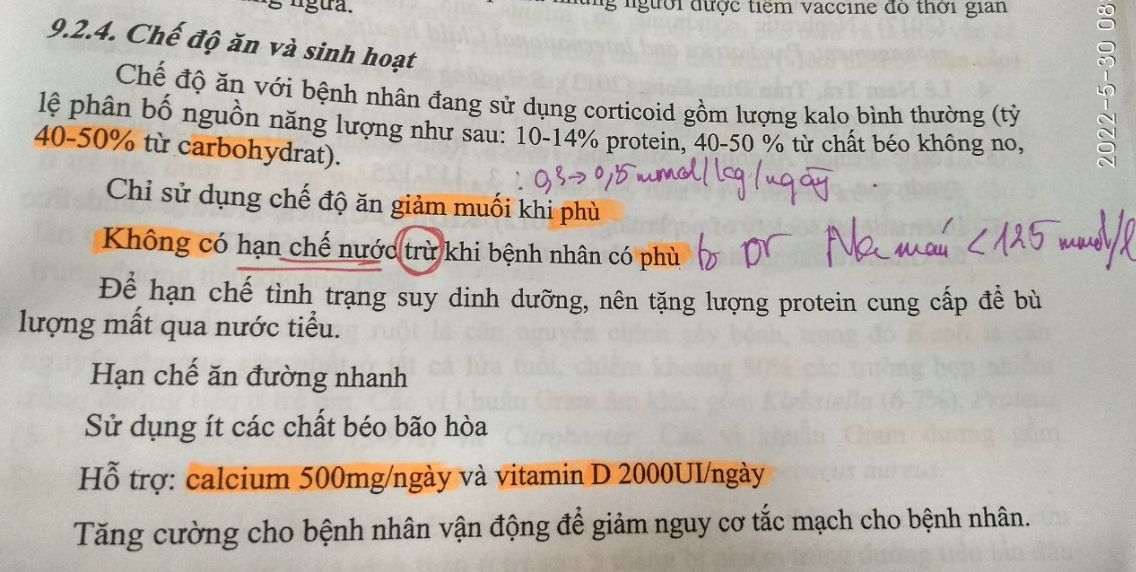 người được tiêm vaccine do thời gian
9.2.4. Chế độ ăn và sinh hoạt
Chế độ ăn với bệnh nhân đang sử dụng corticoid gồm lượng kalo bình thường (tỷ
lệ phân bố nguồn năng lượng như sau: 10-14% protein, 40-50 % từ chất béo không no,
40-50% từ carbohydrat).
0,3→0,5 mmol/kg/ngày
Chỉ sử dụng chế độ ăn giảm muối khi phù
Không có hạn chế nước trừ khi bệnh nhân có phù to or Na máu < 125 mmol/l
Để hạn chế tình trạng suy dinh dưỡng, nên tặng lượng protein cung cấp để bù
lượng mất qua nước tiểu.
Hạn chế ăn đường nhanh
Sử dụng ít các chất béo bão hòa
Hỗ trợ: calcium 500mg/ngày và vitamin D 2000UI/ngày
Tăng cường cho bệnh nhân vận động để giảm nguy cơ tắc mạch cho bệnh nhân.
2022-5-30 08: